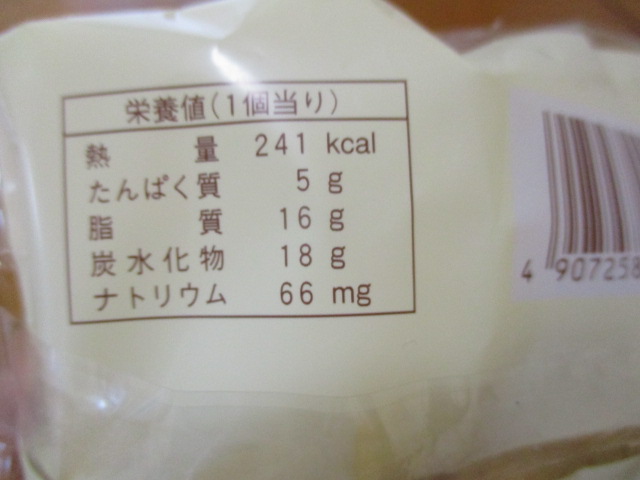 栄養値(1個当り)
熱量 241 kcal
たんぱく質 5 g
脂質 16 g
炭水化物 18 g
ナトリウム 66 mg
4 907258